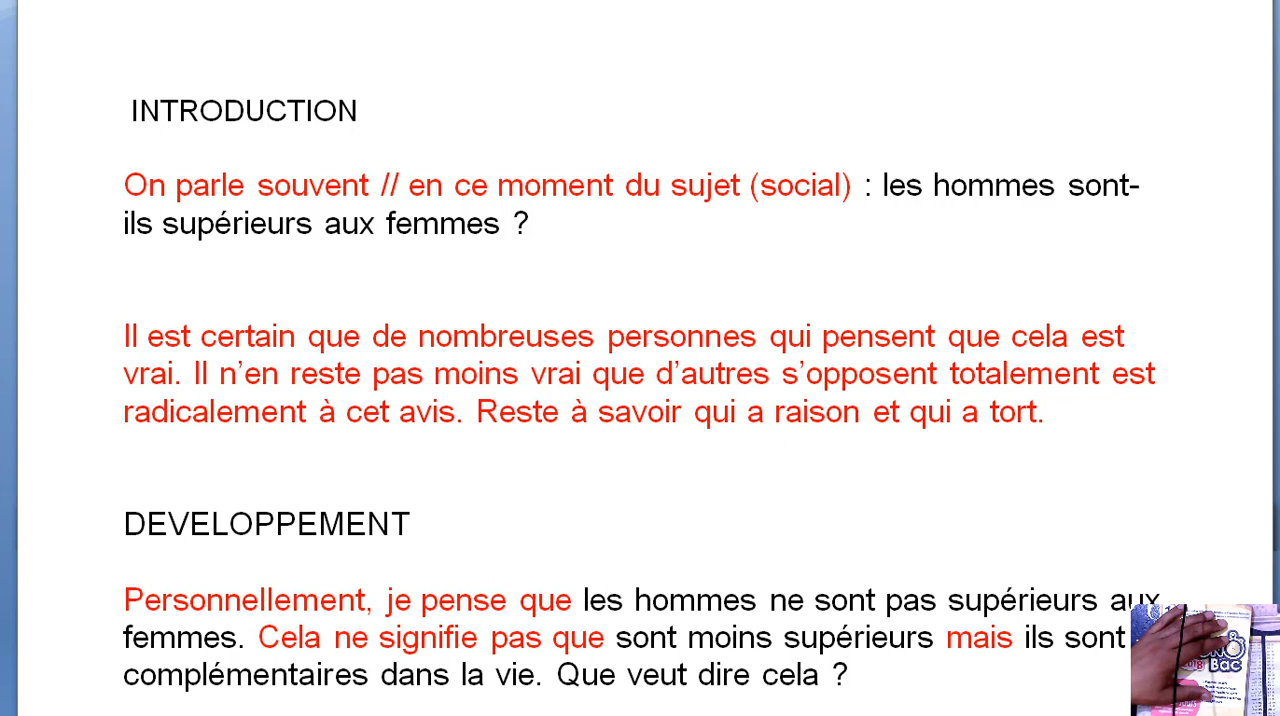 INTRODUCTION
On parle souvent // en ce moment du sujet (social) : les hommes sont-
ils supérieurs aux femmes ?
Il est certain que de nombreuses personnes qui pensent que cela est
vrai. Il n’en reste pas moins vrai que d’autres s’opposent totalement est
radicalement à cet avis. Reste à savoir qui a raison et qui a tort.
DEVELOPPEMENT
Personnellement, je pense que les hommes ne sont pas supérieurs aux
femmes. Cela ne signifie pas que sont moins supérieurs mais ils sont
complémentaires dans la vie. Que veut dire cela ?
Bac